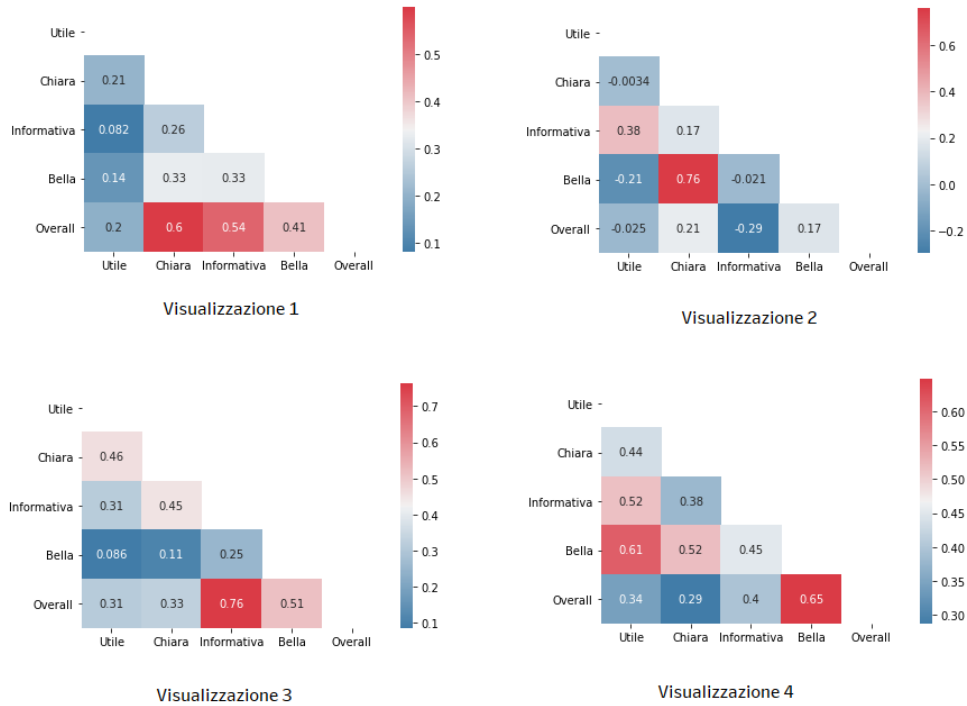 Utile
Chiara 0.21
Informativa 0.082 0.26
Bella 0.14 0.33 0.33
Overall 0.2 0.6 0.54 0.41
Utile Chiara Informativa Bella Overall
0.5
0.4
0.3
0.2
0.1
Visualizzazione 1
Utile
Chiara -0.0034
Informativa 0.38 0.17
Bella -0.21 0.76 -0.021
Overall -0.025 0.21 -0.29 0.17
Utile Chiara Informativa Bella Overall
0.6
0.4
0.2
0.0
−0.2
Visualizzazione 2
Utile
Chiara 0.46
Informativa 0.31 0.45
Bella 0.086 0.11 0.25
Overall 0.31 0.33 0.76 0.51
Utile Chiara Informativa Bella Overall
0.7
0.6
0.5
0.4
0.3
0.2
0.1
Visualizzazione 3
Utile
Chiara 0.44
Informativa 0.52 0.38
Bella 0.61 0.52 0.45
Overall 0.34 0.29 0.4 0.65
Utile Chiara Informativa Bella Overall
0.60
0.55
0.50
0.45
0.40
0.35
0.30
Visualizzazione 4